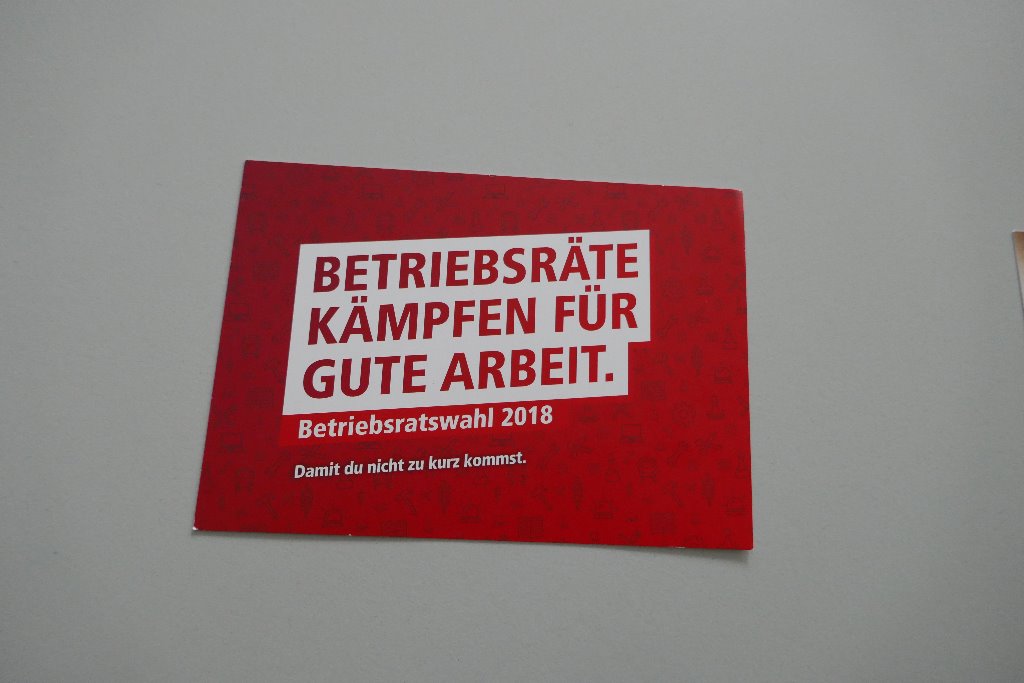 BETRIEBSRÄTE
KÄMPFEN FÜR
GUTE ARBEIT.
Betriebsratswahl 2018
Damit du nicht zu kurz kommst.